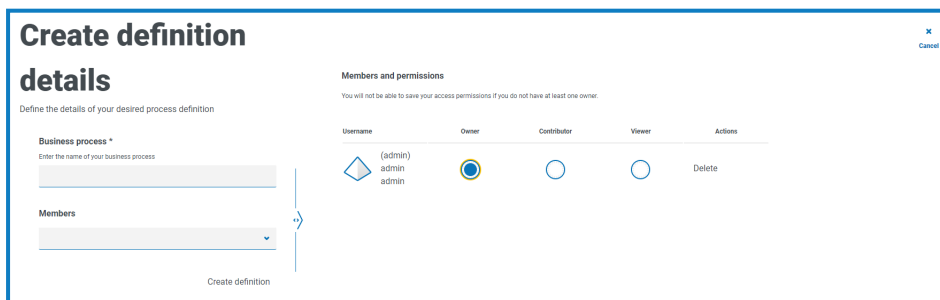 Create definition
details
Define the details of your desired process definition
Business process *
Enter the name of your business process
Members
Create definition
Cancel
Members and permissions
You will not be able to save your access permissions if you do not have at least one owner.
Username Owner Contributor Viewer Actions
(admin)
admin
admin
Delete